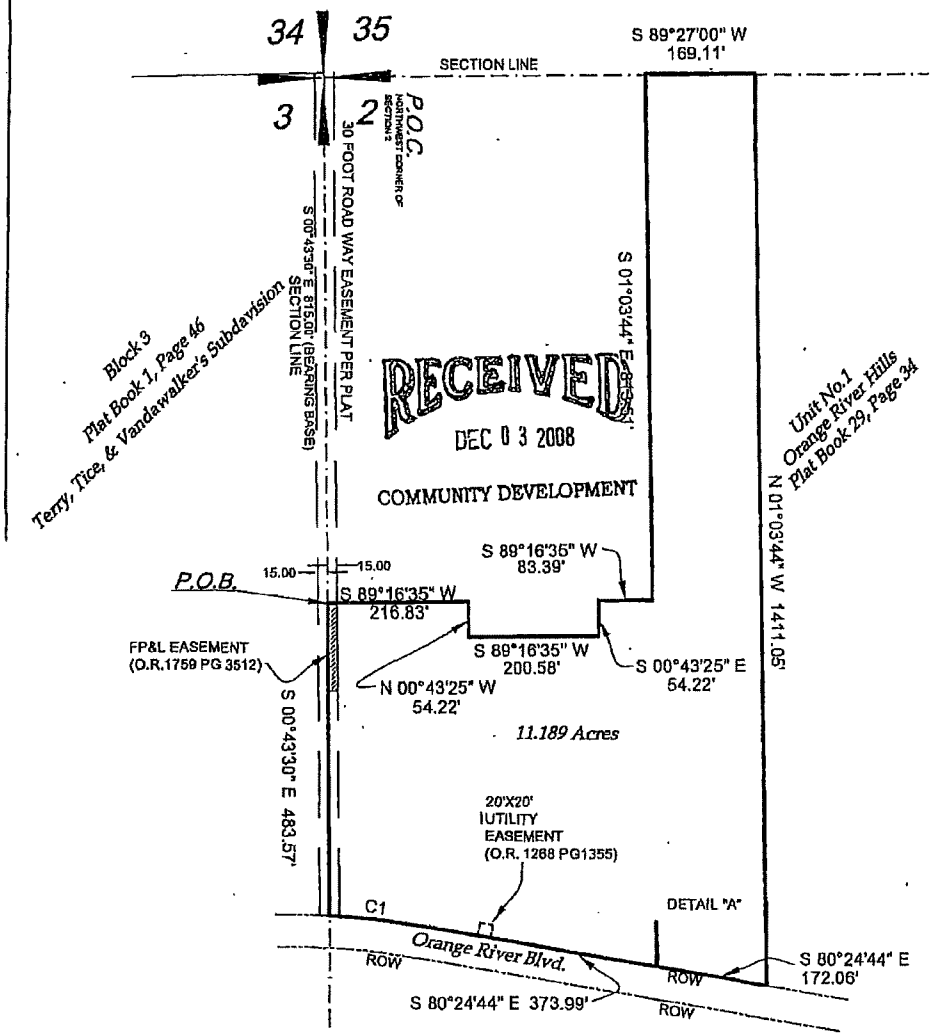 34 35
S 89°27'00" W
169.11'
SECTION LINE
3 2
P.O.C.
NORTHWEST CORNER OF
SECTION 2
30 FOOT ROAD WAY EASEMENT PER PLAT
S 00°43'30" E 815.00' (BEARING BASE)
SECTION LINE
Block 3
Plat Book 1, Page 46
Terry, Tice, & Vandawalker's Subdavision
S 01°03'44" E
RECEIVED
DEC 03 2008
COMMUNITY DEVELOPMENT
Unit No.1
Orange River Hills
Plat Book 29, Page 34
N 01°03'44" W 1411.05'
S 89°16'35" W
83.39'
15.00 15.00
P.O.B.
S 89°16'35" W
216.83'
FP&L EASEMENT
(O.R.1759 PG 3512)
S 89°16'35" W
200.58'
S 00°43'25" E
54.22'
N 00°43'25" W
54.22'
S 00°43'30" E 483.57'
11.189 Acres
20'X20'
UTILITY
EASEMENT
(O.R. 1268 PG1355)
DETAIL "A"
C1
Orange River Blvd.
ROW
ROW
S 80°24'44" E
172.06'
S 80°24'44" E 373.99'
ROW